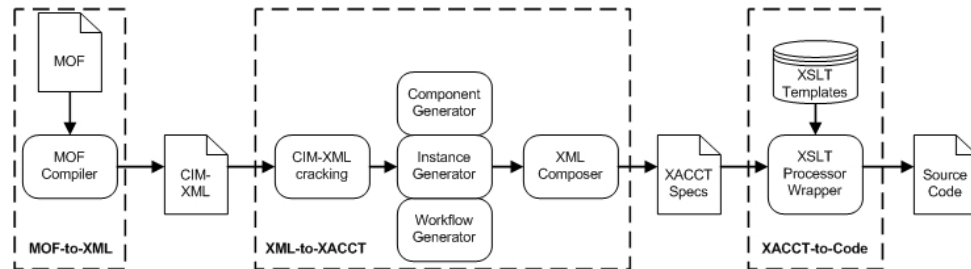 MOF
MOF
Compiler
MOF-to-XML
CIM-
XML
CIM-XML
cracking
Component
Generator
Instance
Generator
Workflow
Generator
XML
Composer
XML-to-XACCT
XACCT
Specs
XSLT
Templates
XSLT
Processor
Wrapper
XACCT-to-Code
Source
Code